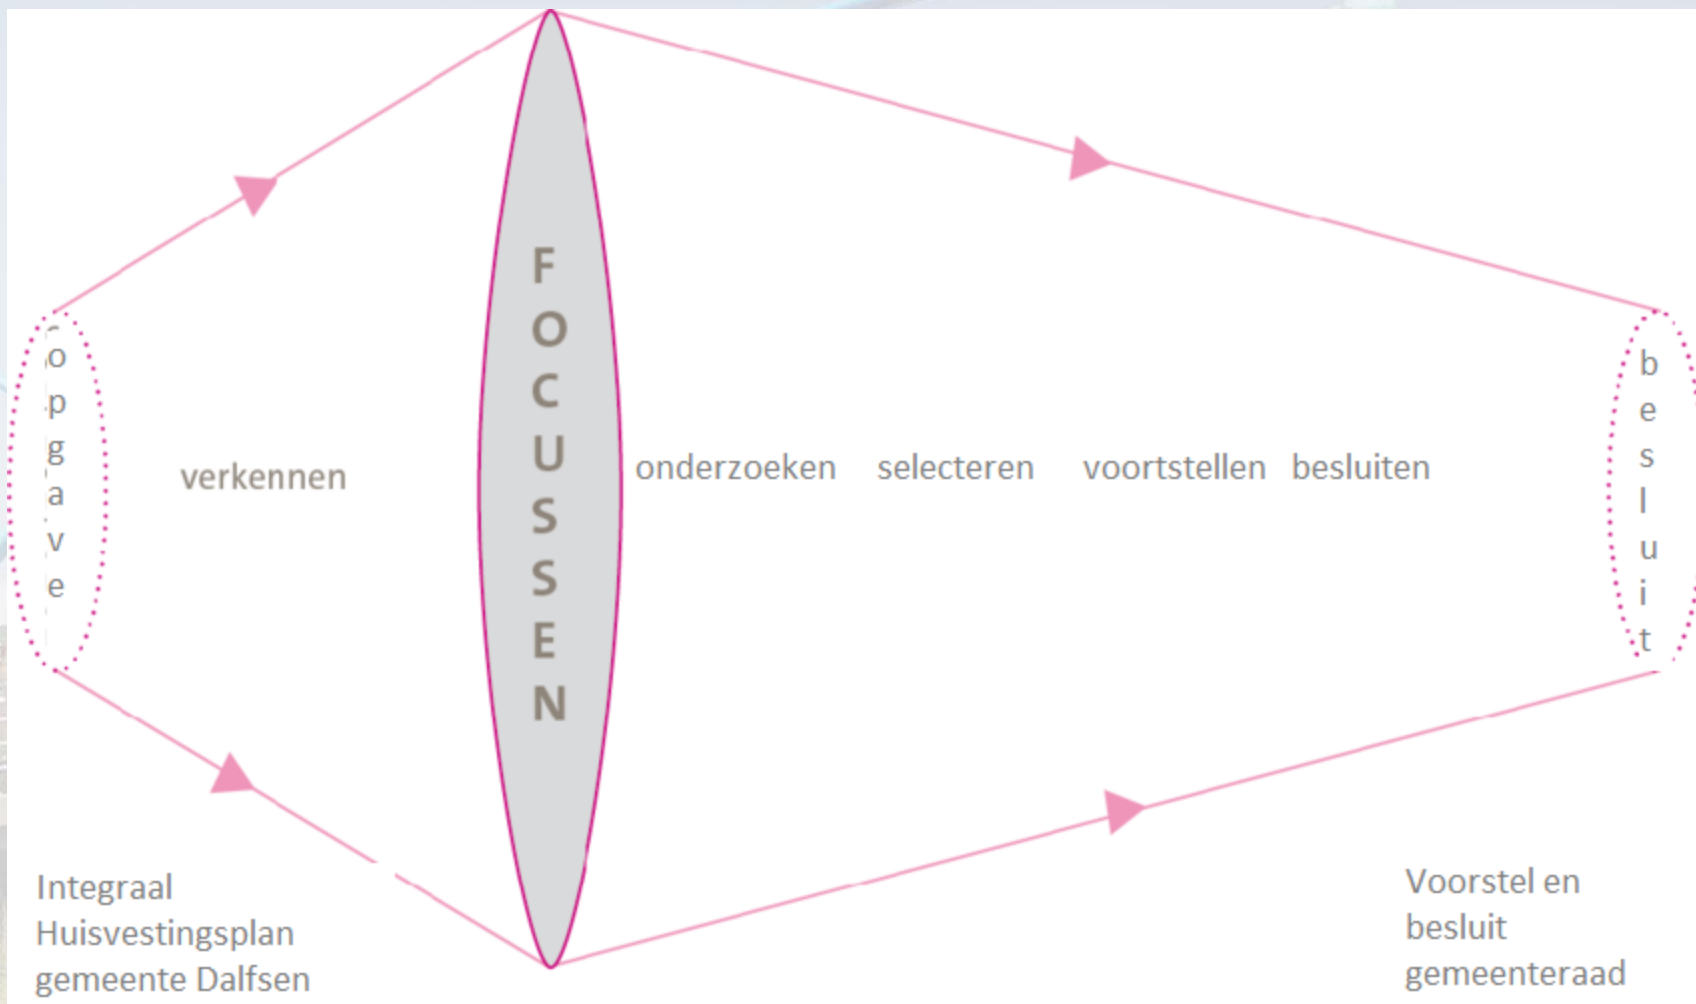 opgave
verkennen
FOCUSSEN
onderzoeken selecteren voortstellen besluiten
besluit
Integraal
Huisvestingsplan
gemeente Dalfsen
Voorstel en
besluit
gemeenteraad